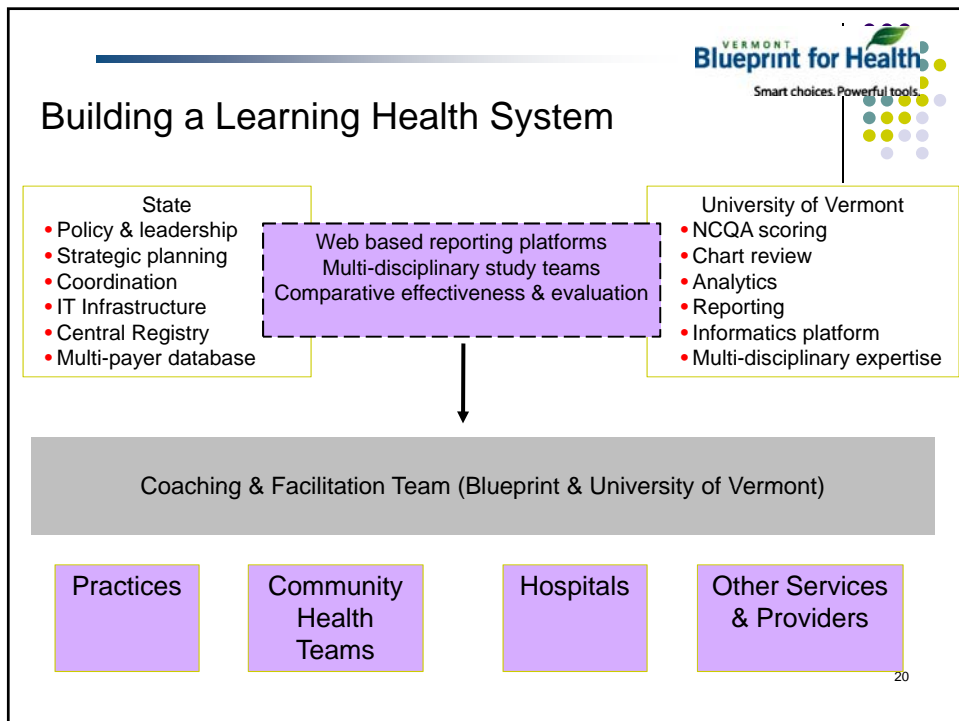 VERMONT
Blueprint for Health
Smart choices. Powerful tools.
Building a Learning Health System
State
• Policy & leadership
• Strategic planning
• Coordination
• IT Infrastructure
• Central Registry
• Multi-payer database
Web based reporting platforms
Multi-disciplinary study teams
Comparative effectiveness & evaluation
University of Vermont
• NCQA scoring
• Chart review
• Analytics
• Reporting
• Informatics platform
• Multi-disciplinary expertise
Coaching & Facilitation Team (Blueprint & University of Vermont)
Practices
Community
Health
Teams
Hospitals
Other Services
& Providers
20